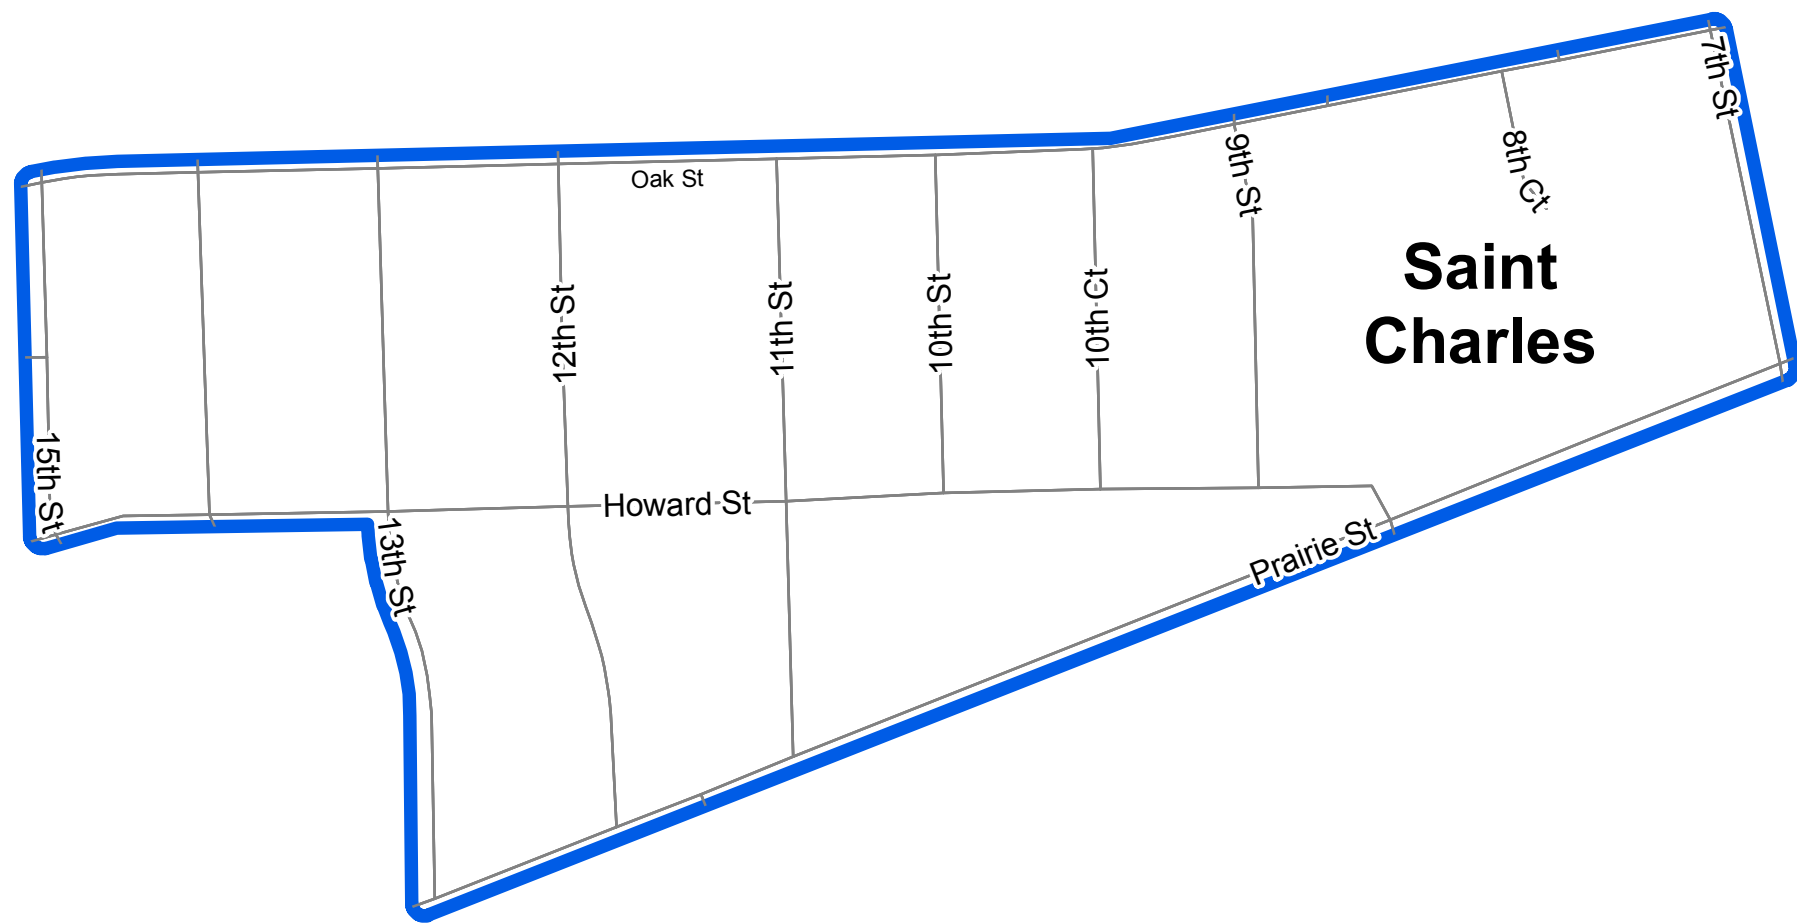 7th St
8th Ct
9th St
Oak St
Saint
Charles
12th St
11th St
10th St
10th Ct
15th St
Howard St
13th St
Prairie St